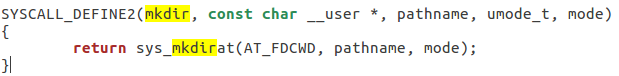 SYSCALL_DEFINE2(mkdir, const char __user *, pathname, umode_t, mode)
{
        return sys_mkdirat(AT_FDCWD, pathname, mode);
}